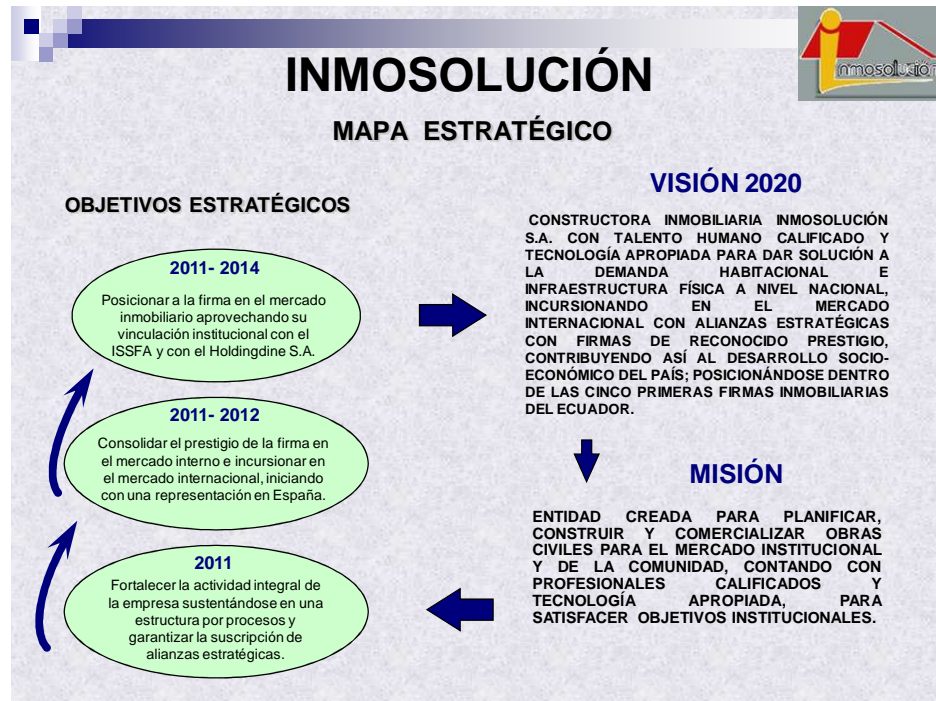 INMOSOLUCIÓN
inmosolución
MAPA ESTRATÉGICO
OBJETIVOS ESTRATÉGICOS
2011- 2014
Posicionar a la firma en el mercado
inmobiliario aprovechando su
vinculación institucional con el
ISSFA y con el Holdingdine S.A.
2011- 2012
Consolidar el prestigio de la firma en
el mercado interno e incursionar en
el mercado internacional, iniciando
con una representación en España.
2011
Fortalecer la actividad integral de
la empresa sustentándose en una
estructura por procesos y
garantizar la suscripción de
alianzas estratégicas.
VISIÓN 2020
CONSTRUCTORA INMOBILIARIA INMOSOLUCIÓN
S.A. CON TALENTO HUMANO CALIFICADO Y
TECNOLOGÍA APROPIADA PARA DAR SOLUCIÓN A
LA DEMANDA HABITACIONAL E
INFRAESTRUCTURA FÍSICA A NIVEL NACIONAL,
INCURSIONANDO EN EL MERCADO
INTERNACIONAL CON ALIANZAS ESTRATÉGICAS
CON FIRMAS DE RECONOCIDO PRESTIGIO,
CONTRIBUYENDO ASÍ AL DESARROLLO SOCIO-
ECONÓMICO DEL PAÍS; POSICIONÁNDOSE DENTRO
DE LAS CINCO PRIMERAS FIRMAS INMOBILIARIAS
DEL ECUADOR.
MISIÓN
ENTIDAD CREADA PARA PLANIFICAR,
CONSTRUIR Y COMERCIALIZAR OBRAS
CIVILES PARA EL MERCADO INSTITUCIONAL
Y DE LA COMUNIDAD, CONTANDO CON
PROFESIONALES CALIFICADOS Y
TECNOLOGÍA APROPIADA, PARA
SATISFACER OBJETIVOS INSTITUCIONALES.